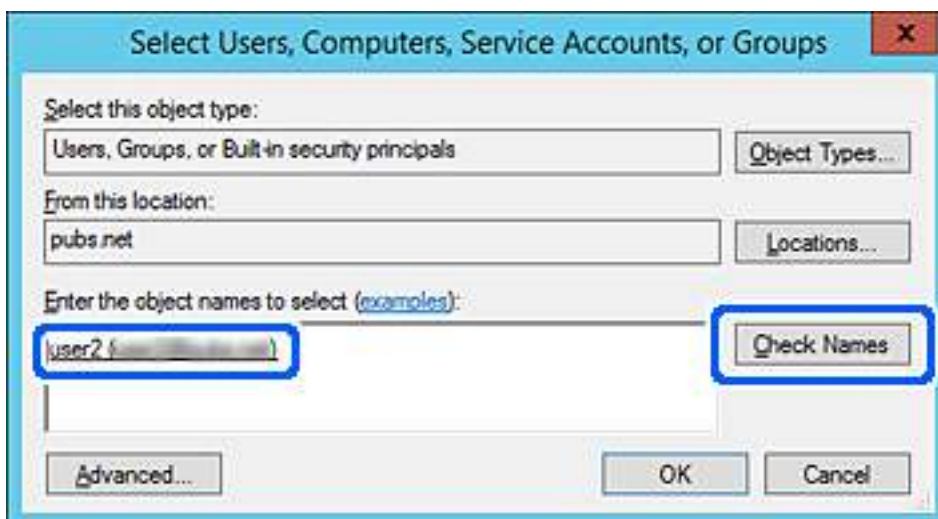 Select Users, Computers, Service Accounts, or Groups
x
Select this object type:
Users, Groups, or Built-in security principals
Object Types...
From this location:
pubs.net
Locations...
Enter the object names to select (examples):
user2 ( )
Check Names
Advanced...
OK
Cancel